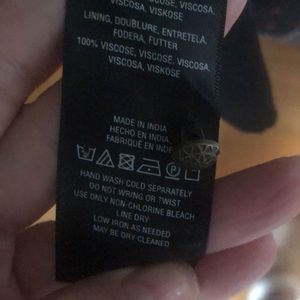 VISCOSE, VISCOSA,
VISCOSA, VISKOSE
LINING, DOUBLURE, ENTRETELA,
FODERA, FUTTER
100% VISCOSE, VISCOSE, VISCOSA,
VISCOSA, VISKOSE
MADE IN INDIA
HECHO EN INDIA
FABRIQUÉ EN INDE
HAND WASH COLD SEPARATELY
DO NOT WRING OR TWIST
USE ONLY NON-CHLORINE BLEACH
LINE DRY
LOW IRON AS NEEDED
MAY BE DRY CLEANED